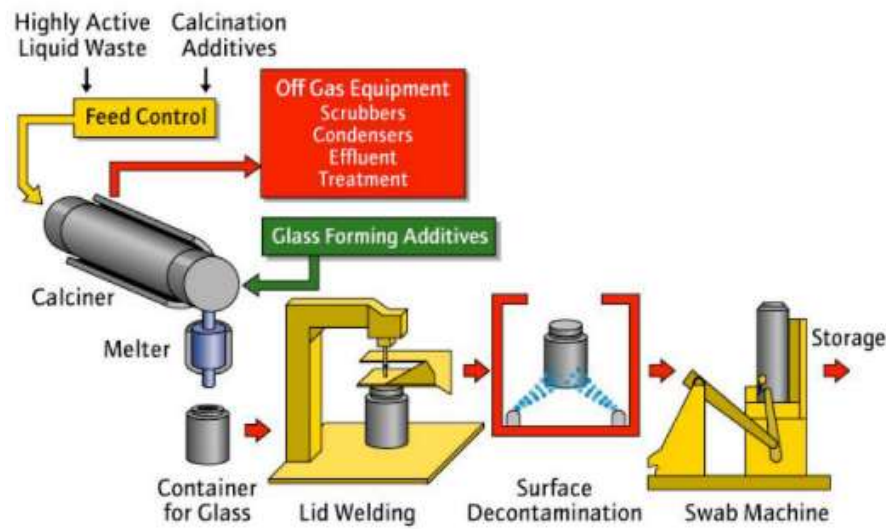 Highly Active
Liquid Waste
Calcination
Additives
Feed Control
Off Gas Equipment
Scrubbers
Condensers
Effluent
Treatment
Glass Forming Additives
Calciner
Melter
Storage
Container
for Glass
Lid Welding
Surface
Decontamination
Swab Machine